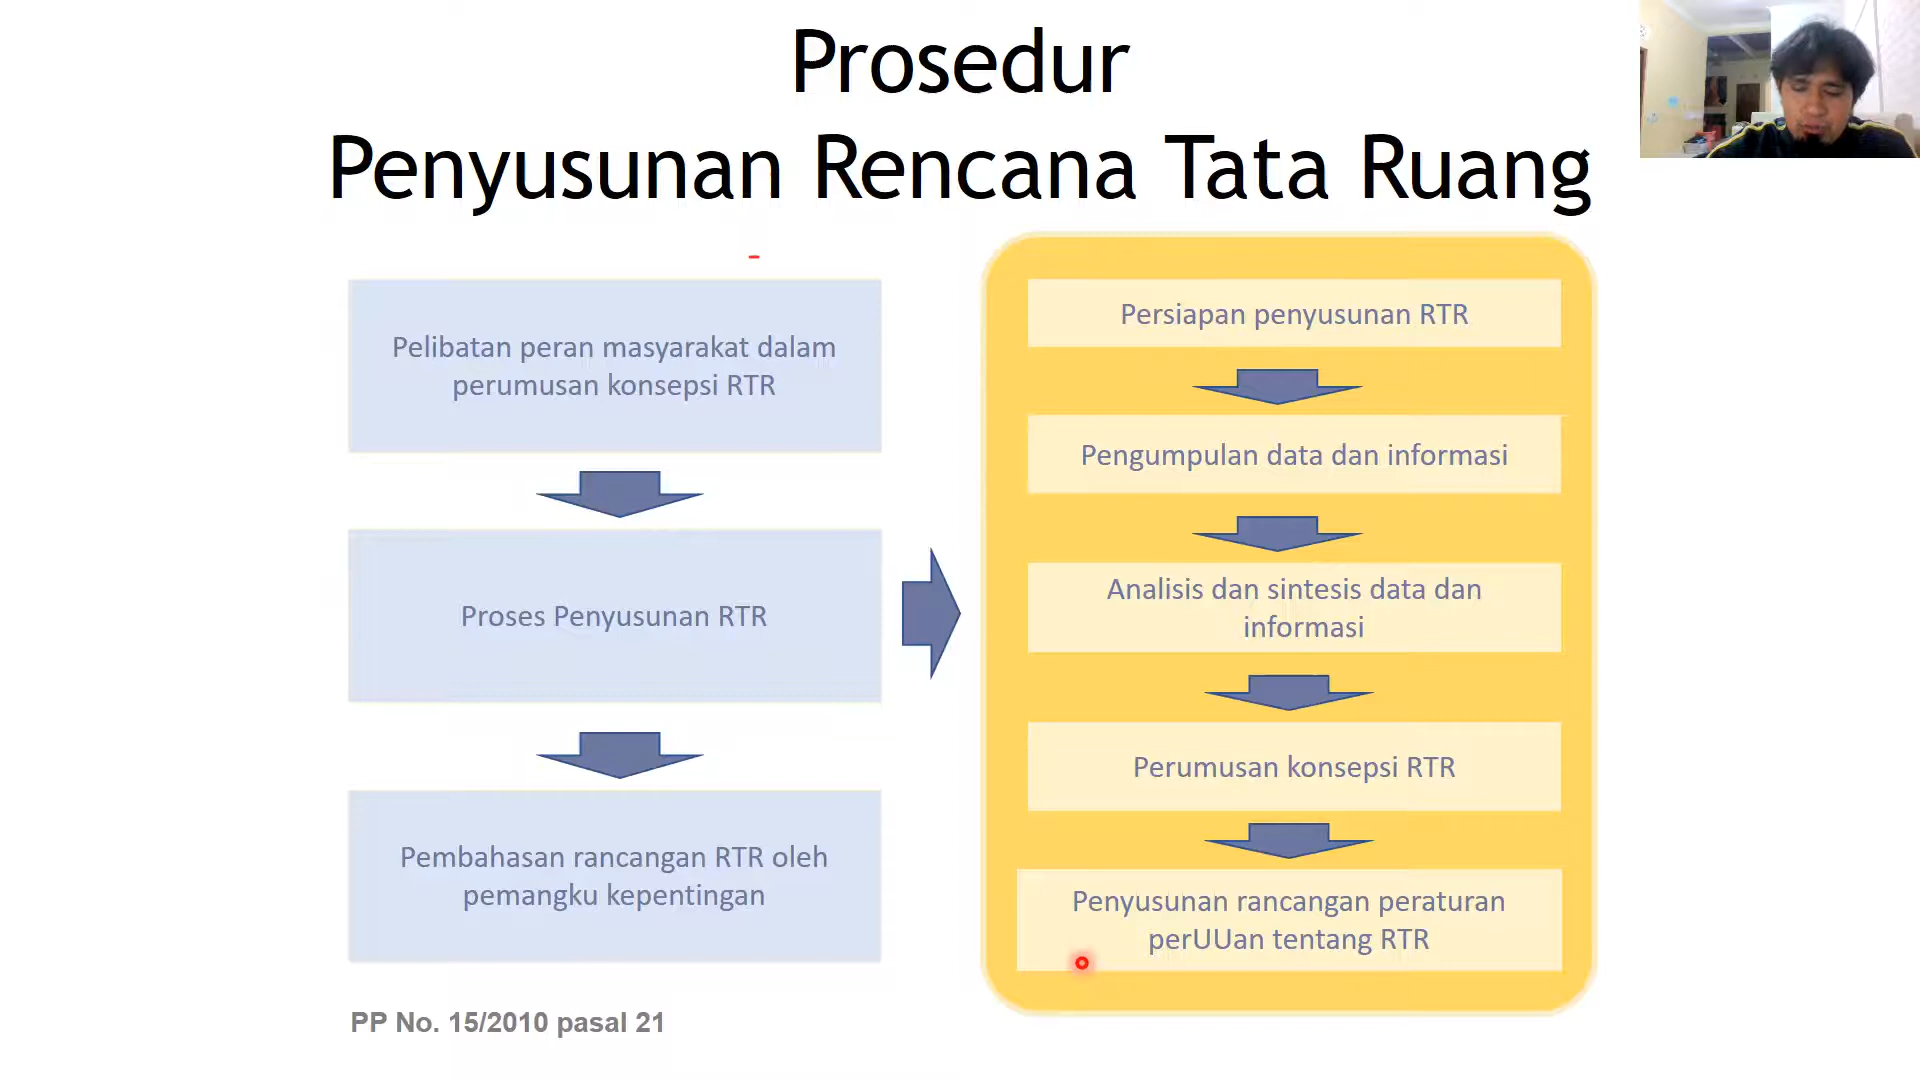 Prosedur
Penyusunan Rencana Tata Ruang
Pelibatan peran masyarakat dalam
perumusan konsepsi RTR
Proses Penyusunan RTR
Pembahasan rancangan RTR oleh
pemangku kepentingan
PP No. 15/2010 pasal 21
Persiapan penyusunan RTR
Pengumpulan data dan informasi
Analisis dan sintesis data dan
informasi
Perumusan konsepsi RTR
Penyusunan rancangan peraturan
perUUan tentang RTR